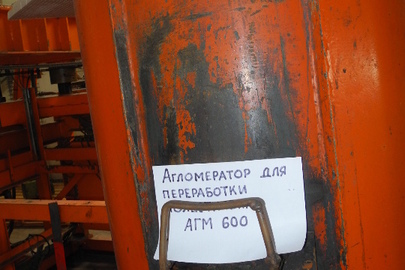 Агломератор для
переработки
АГМ 600